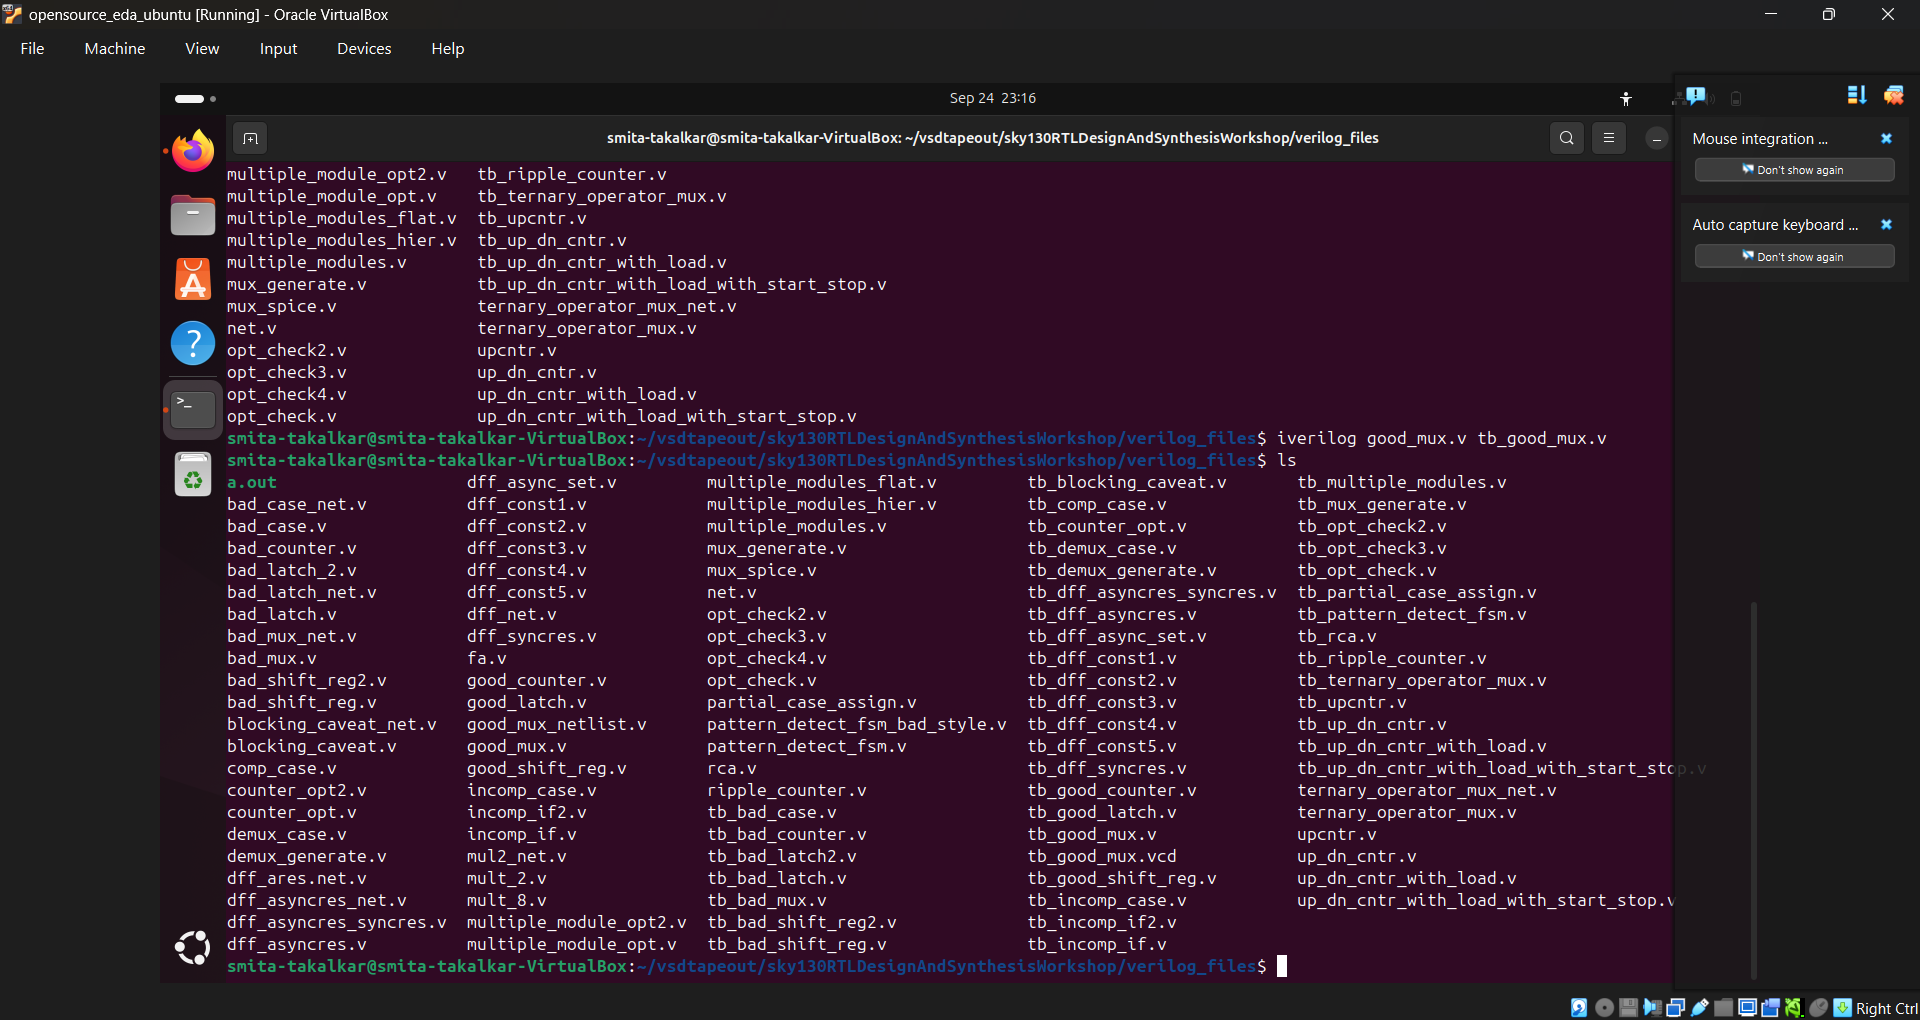 opensource_eda_ubuntu [Running] - Oracle VirtualBox
File Machine View Input Devices Help
Sep 24 23:16
smita-takalkar@smita-takalkar-VirtualBox: ~/vsdtapeout/sky130RTLDesignAndSynthesisWorkshop/verilog_files
Mouse integration ...
Don't show again
Auto capture keyboard ...
Don't show again
multiple_module_opt2.v tb_ripple_counter.v
multiple_module_opt.v tb_ternary_operator_mux.v
multiple_modules_flat.v tb_upcntr.v
multiple_modules_hier.v tb_up_dn_cntr.v
multiple_modules.v tb_up_dn_cntr_with_load.v
mux_generate.v tb_up_dn_cntr_with_load_with_start_stop.v
mux_spice.v ternary_operator_mux_net.v
net.v ternary_operator_mux.v
opt_check2.v upcntr.v
opt_check3.v up_dn_cntr.v
opt_check4.v up_dn_cntr_with_load.v
opt_check.v up_dn_cntr_with_load_with_start_stop.v
smita-takalkar@smita-takalkar-VirtualBox:~/vsdtapeout/sky130RTLDesignAndSynthesisWorkshop/verilog_files$ iverilog good_mux.v tb_good_mux.v
smita-takalkar@smita-takalkar-VirtualBox:~/vsdtapeout/sky130RTLDesignAndSynthesisWorkshop/verilog_files$ ls
a.out dff_async_set.v multiple_modules_flat.v tb_blocking_caveat.v tb_multiple_modules.v
bad_case_net.v dff_const1.v multiple_modules_hier.v tb_comp_case.v tb_mux_generate.v
bad_case.v dff_const2.v multiple_modules.v tb_counter_opt.v tb_opt_check2.v
bad_counter.v dff_const3.v mux_generate.v tb_demux_case.v tb_opt_check3.v
bad_latch_2.v dff_const4.v mux_spice.v tb_demux_generate.v tb_opt_check.v
bad_latch_net.v dff_const5.v net.v tb_dff_asyncres_syncres.v tb_partial_case_assign.v
bad_latch.v dff_net.v opt_check2.v tb_dff_asyncres.v tb_pattern_detect_fsm.v
bad_mux_net.v dff_syncres.v opt_check3.v tb_dff_async_set.v tb_rca.v
bad_mux.v fa.v opt_check4.v tb_dff_const1.v tb_ripple_counter.v
bad_shift_reg2.v good_counter.v opt_check.v tb_dff_const2.v tb_ternary_operator_mux.v
bad_shift_reg.v good_latch.v partial_case_assign.v tb_dff_const3.v tb_upcntr.v
blocking_caveat_net.v good_mux_netlist.v pattern_detect_fsm_bad_style.v tb_dff_const4.v tb_up_dn_cntr.v
blocking_caveat.v good_mux.v pattern_detect_fsm.v tb_dff_const5.v tb_up_dn_cntr_with_load.v
comp_case.v good_shift_reg.v rca.v tb_dff_syncres.v tb_up_dn_cntr_with_load_with_start_stop.v
counter_opt2.v incomp_case.v ripple_counter.v tb_good_counter.v ternary_operator_mux_net.v
counter_opt.v incomp_if2.v tb_bad_case.v tb_good_latch.v ternary_operator_mux.v
demux_case.v incomp_if.v tb_bad_counter.v tb_good_mux.v upcntr.v
demux_generate.v mul2_net.v tb_bad_latch2.v tb_good_mux.vcd up_dn_cntr.v
dff_ares.net.v mult_2.v tb_bad_latch.v tb_good_shift_reg.v up_dn_cntr_with_load.v
dff_asyncres_net.v mult_8.v tb_bad_mux.v tb_incomp_case.v up_dn_cntr_with_load_with_start_stop.v
dff_asyncres_syncres.v multiple_module_opt2.v tb_bad_shift_reg2.v tb_incomp_if2.v
dff_asyncres.v multiple_module_opt.v tb_bad_shift_reg.v tb_incomp_if.v
smita-takalkar@smita-takalkar-VirtualBox:~/vsdtapeout/sky130RTLDesignAndSynthesisWorkshop/verilog_files$
Right Ctrl